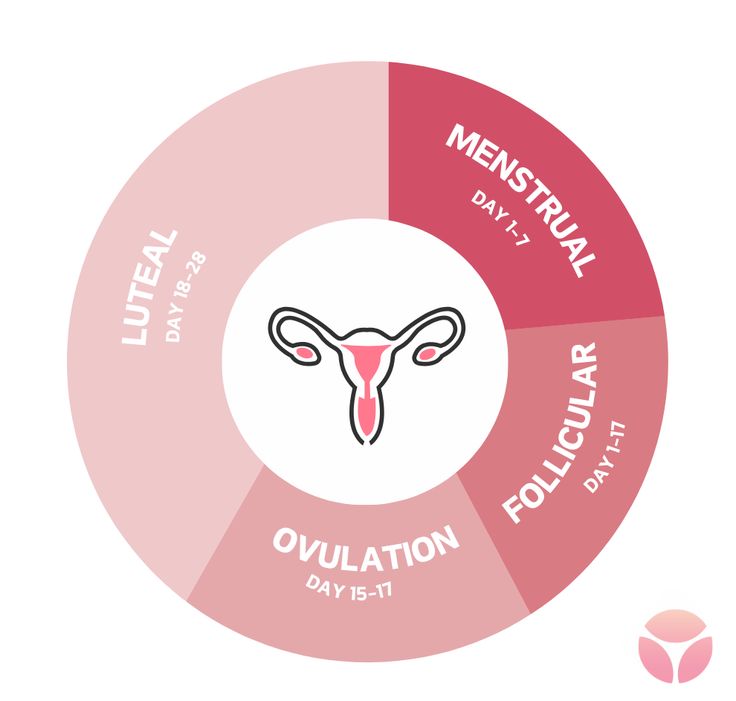 MENSTRUAL
DAY 1-7
FOLLICULAR
DAY 1-17
OVULATION
DAY 15-17
LUTEAL
DAY 18-28